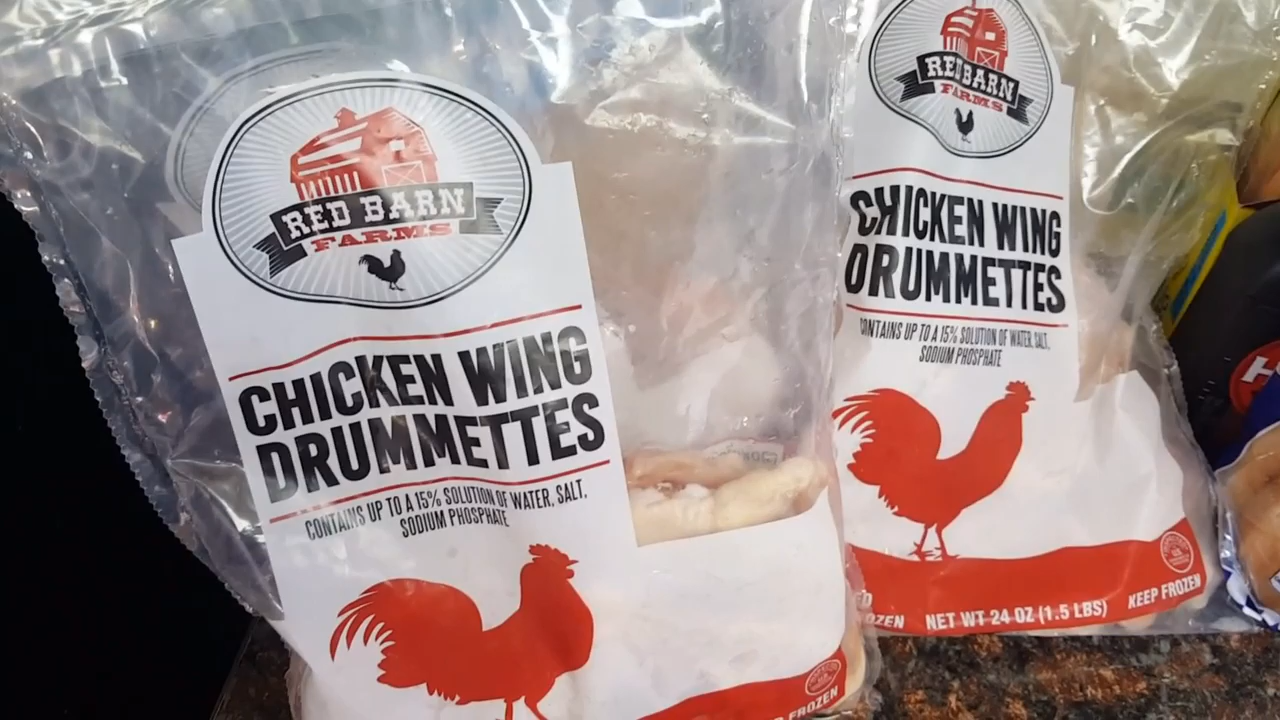 RED BARN
FARMS
CHICKEN WING
DRUMMETTES
CONTAINS UP TO A 15% SOLUTION OF WATER, SALT,
SODIUM PHOSPHATE
FROZEN
RED BARN
FARMS
CHICKEN WING
DRUMMETTES
CONTAINS UP TO A 15% SOLUTION OF WATER, SALT,
SODIUM PHOSPHATE
NET WT 24 OZ (1.5 LBS)
KEEP FROZEN
H